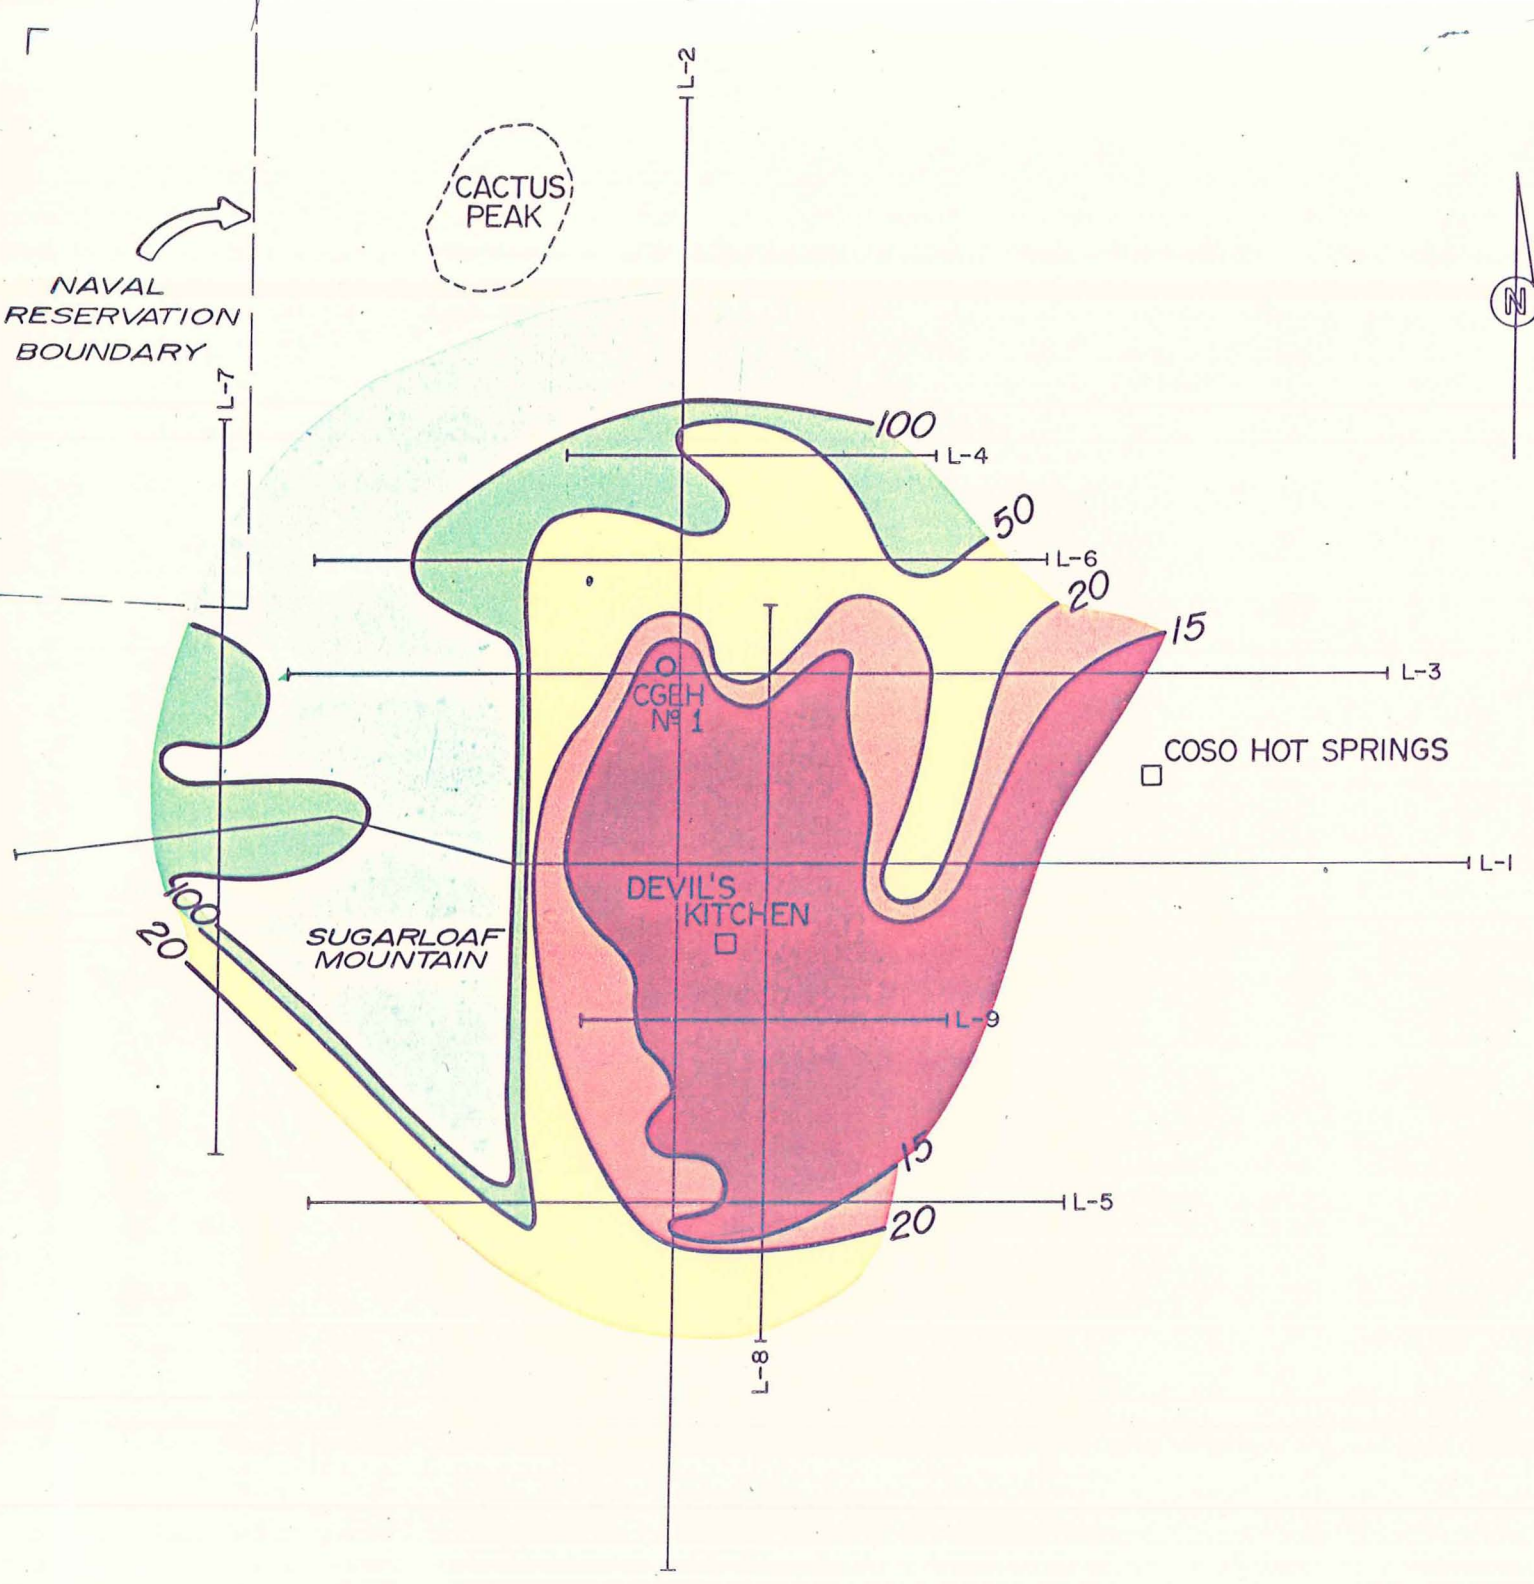 L-2
CACTUS
PEAK
NAVAL
RESERVATION
BOUNDARY
N
L-7
100
L-4
50
L-6
20
15
L-3
CGEH
Nº 1
COSO HOT SPRINGS
L-1
DEVIL'S
KITCHEN
100
20
SUGARLOAF
MOUNTAIN
L-9
15
L-5
20
L-8